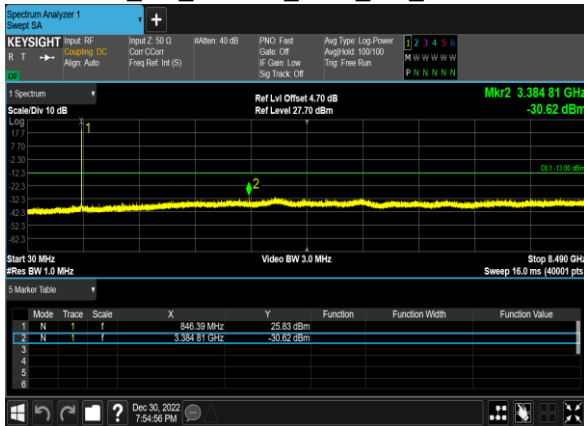 Spectrum Analyzer 1
Swept SA
+
KEYSIGHT Input: RF Input Z: 50 Ω #Atten: 40 dB PNO: Fast Avg Type: Log-Power 1 2 3 4 5 6
R T Coupling: DC Corr CCorr Gate: Off Avg|Hold: 100/100 M W W W W W
Align: Auto Freq Ref: Int (S) IF Gain: Low Trig: Free Run
Sig Track: Off P N N N N N
1 Spectrum Ref Lvl Offset 4.70 dB Mkr2 3.384 81 GHz
Scale/Div 10 dB Ref Level 27.70 dBm -30.62 dBm
Log
17.7
7.70
-2.30
-12.3
-22.3
-32.3
-42.3
-52.3
-62.3
1
2
DL1 -13.00 dBm
Start 30 MHz Video BW 3.0 MHz Stop 8.490 GHz
#Res BW 1.0 MHz Sweep 16.0 ms (40001 pts)
5 Marker Table
Mode Trace Scale X Y Function Function Width Function Value
1 N 1 f 846.39 MHz 25.83 dBm
2 N 1 f 3.384 81 GHz -30.62 dBm
3
4
5
6
? Dec 30, 2022
7:54:56 PM